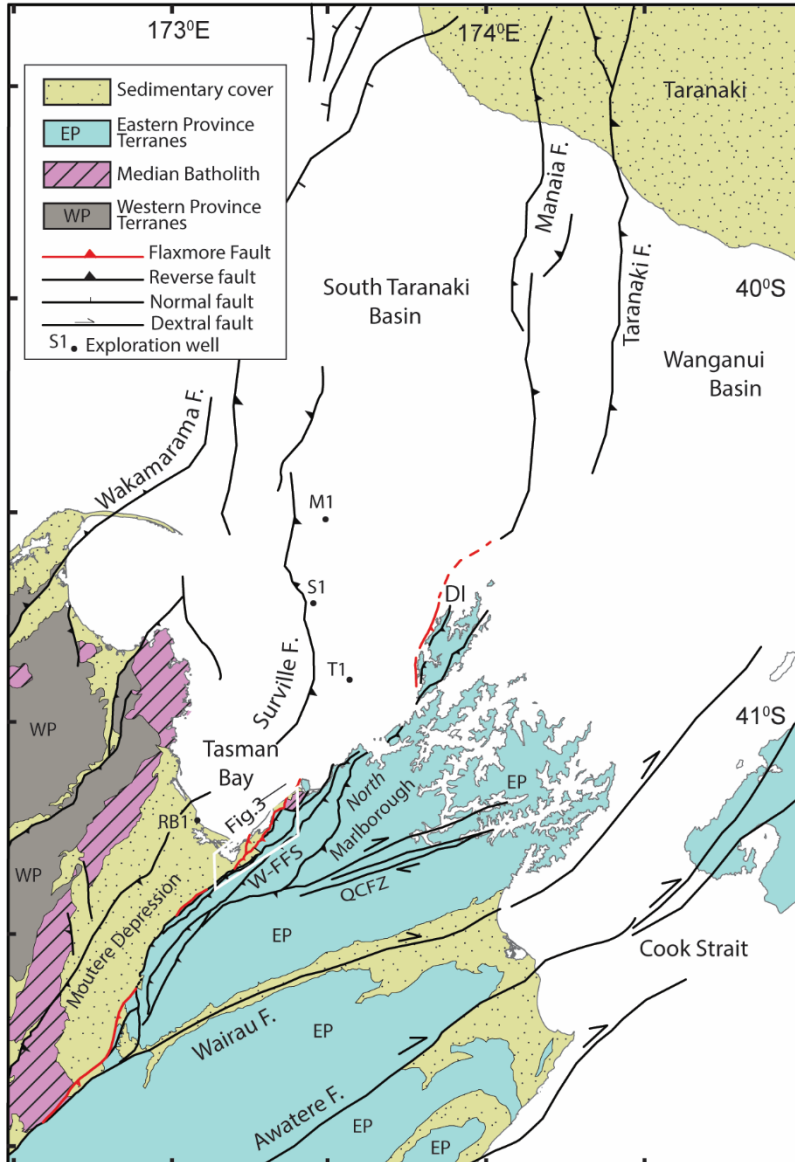 173⁰E
174⁰E
Sedimentary cover
EP
Eastern Province
Terranes
Median Batholith
WP
Western Province
Terranes
Flaxmore Fault
Reverse fault
Normal fault
Dextral fault
S1
Exploration well
Taranaki
Manaia F.
Taranaki F.
South Taranaki
Basin
40⁰S
Wanganui
Basin
Wakamarama F.
M1
S1
DI
Surville F.
T1
WP
41⁰S
Tasman
Bay
EP
North
Marlborough
Fig.3
RB1
W-FFS
WP
QCFZ
Moutere Depression
EP
Cook Strait
Wairau F.
EP
Awatere F.
EP
EP